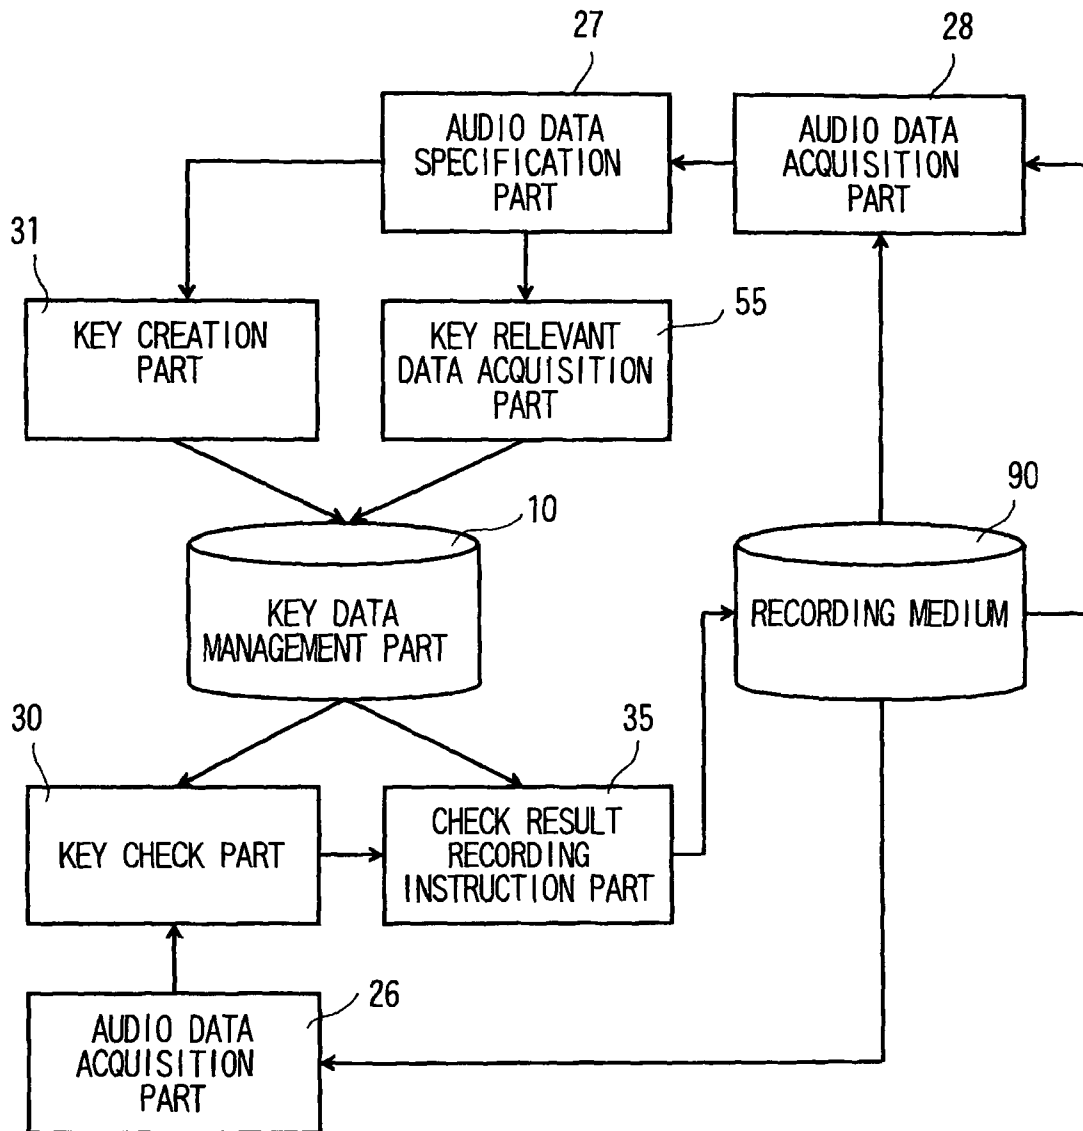 27
28
AUDIO DATA
SPECIFICATION
PART
AUDIO DATA
ACQUISITION
PART
31
KEY CREATION
PART
55
KEY RELEVANT
DATA ACQUISITION
PART
10
KEY DATA
MANAGEMENT PART
90
RECORDING MEDIUM
30
KEY CHECK PART
35
CHECK RESULT
RECORDING
INSTRUCTION PART
26
AUDIO DATA
ACQUISITION
PART